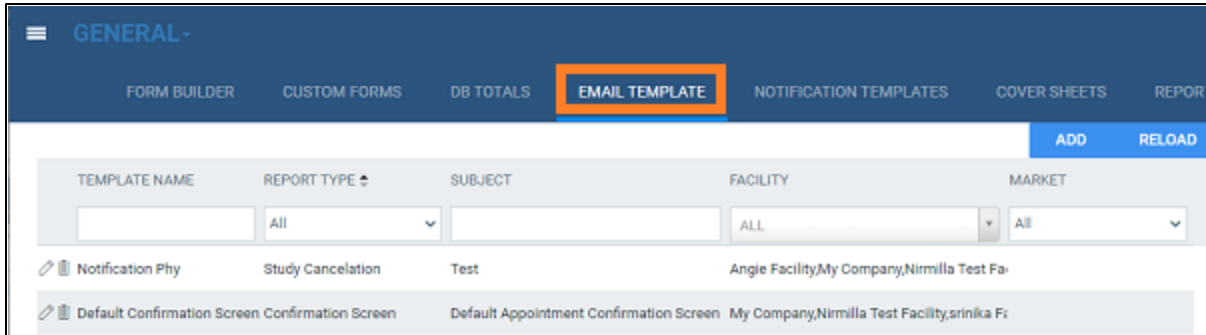 GENERAL
FORM BUILDER CUSTOM FORMS DB TOTALS EMAIL TEMPLATE NOTIFICATION TEMPLATES COVER SHEETS REPOR
ADD RELOAD
TEMPLATE NAME REPORT TYPE SUBJECT FACILITY MARKET
All ALL All
Notification Phy Study Cancelation Test Angie Facility,My Company,Nirmilla Test Fa
Default Confirmation Screen Confirmation Screen Default Appointment Confirmation Screen My Company,Nirmilla Test Facility,srinika Fa